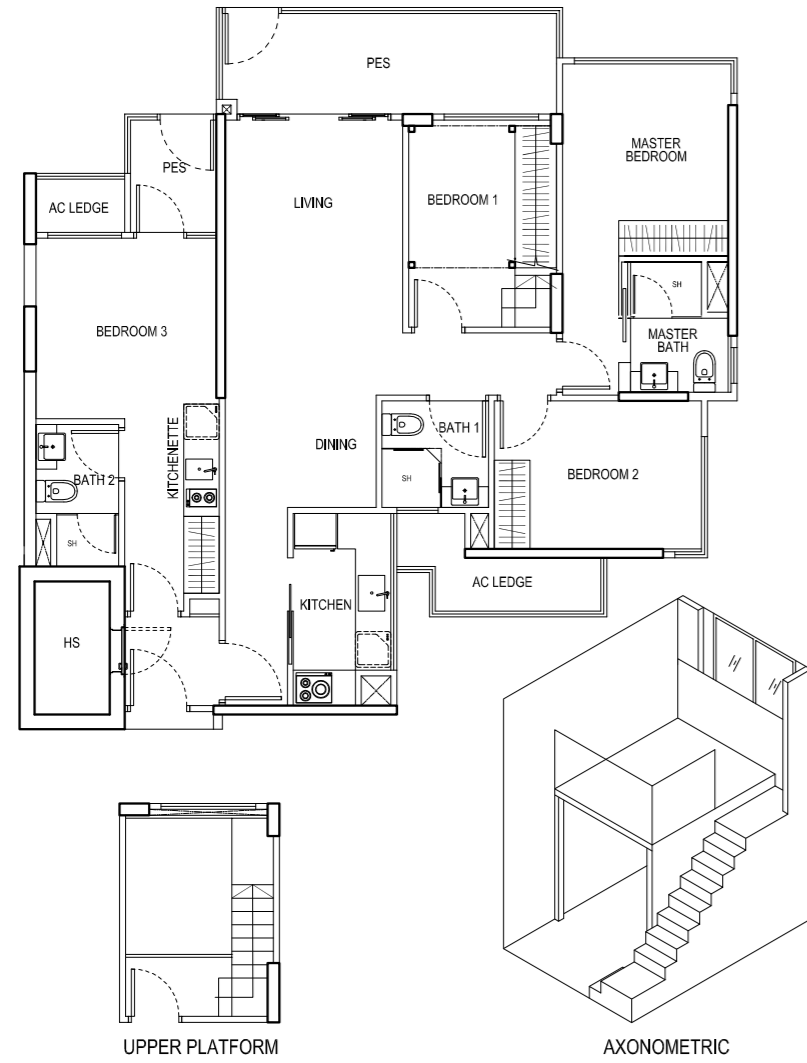 PES
MASTER
BEDROOM
PES
AC LEDGE
LIVING
BEDROOM 1
SH
BEDROOM 3
MASTER
BATH
KITCHENETTE
BATH 1
DINING
BATH 2
SH
BEDROOM 2
SH
AC LEDGE
KITCHEN
HS
UPPER PLATFORM
AXONOMETRIC